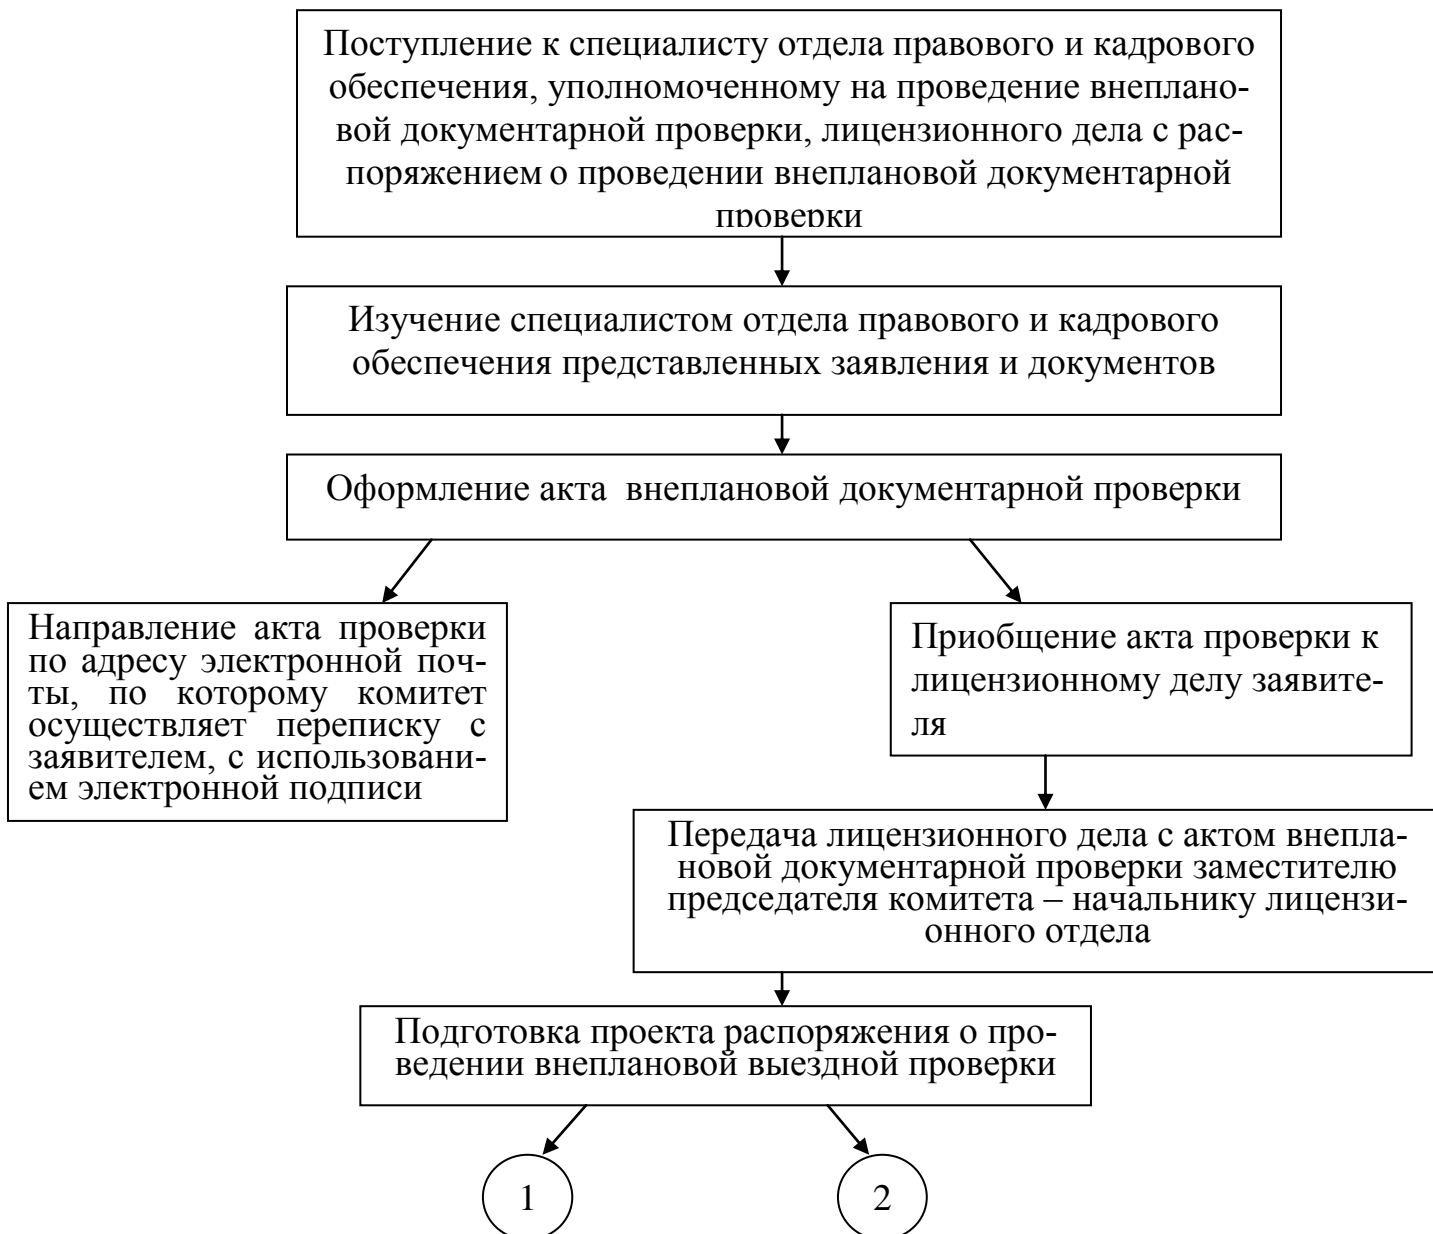 Поступление к специалисту отдела правового и кадрового
обеспечения, уполномоченному на проведение внеплано-
вой документарной проверки, лицензионного дела с рас-
поряжением о проведении внеплановой документарной
проверки
Изучение специалистом отдела правового и кадрового
обеспечения представленных заявления и документов
Оформление акта  внеплановой документарной проверки
Направление акта проверки
по адресу электронной поч-
ты, по которому комитет
осуществляет переписку с
заявителем, с использовани-
ем электронной подписи
Приобщение акта проверки к
лицензионному делу заявите-
ля
Передача лицензионного дела с актом внепла-
новой документарной проверки заместителю
председателя комитета – начальнику лицензи-
онного отдела
Подготовка проекта распоряжения о про-
ведении внеплановой выездной проверки
1
2